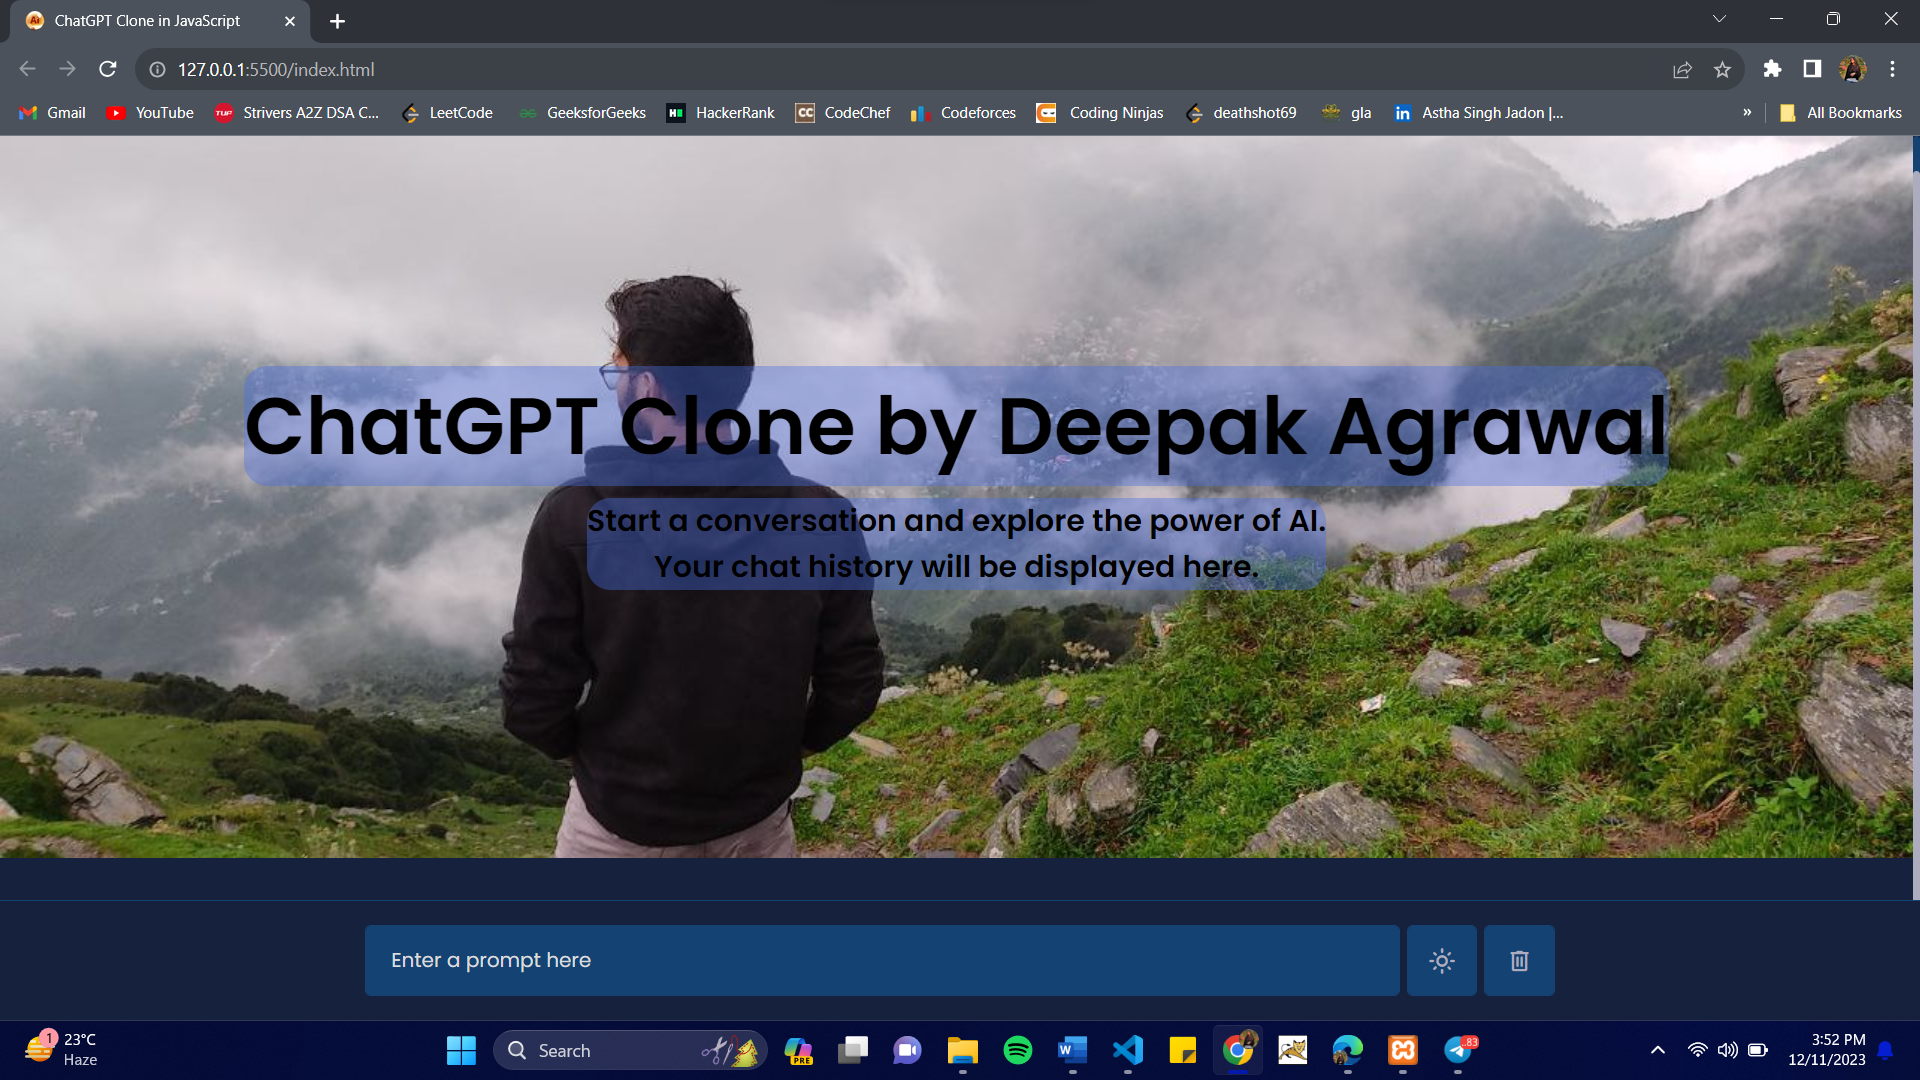 ChatGPT Clone in JavaScript
127.0.0.1:5500/index.html
Gmail
YouTube
Strivers A2Z DSA C...
LeetCode
GeeksforGeeks
HackerRank
CodeChef
Codeforces
Coding Ninjas
deathshot69
gla
Astha Singh Jadon |...
»
All Bookmarks
ChatGPT Clone by Deepak Agrawal
Start a conversation and explore the power of AI.
Your chat history will be displayed here.
Enter a prompt here
1
23°C
Haze
Search
PRE
..83
3:52 PM
12/11/2023